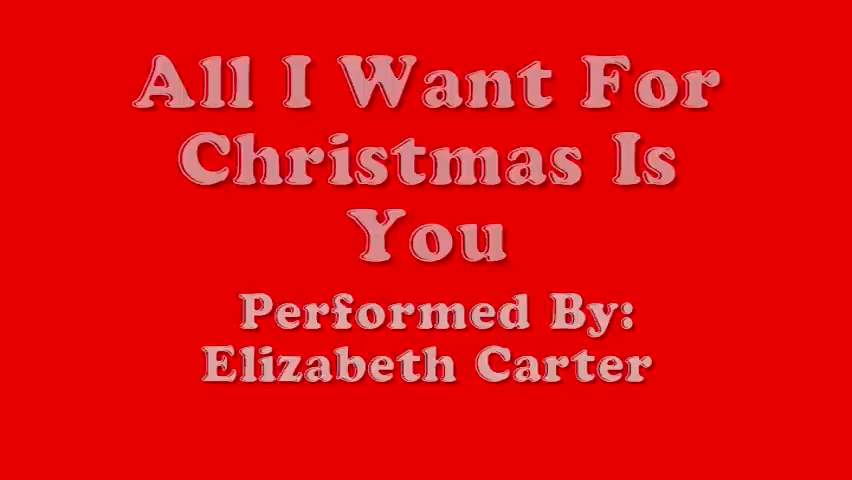 All I Want For
Christmas Is
You
Performed By:
Elizabeth Carter